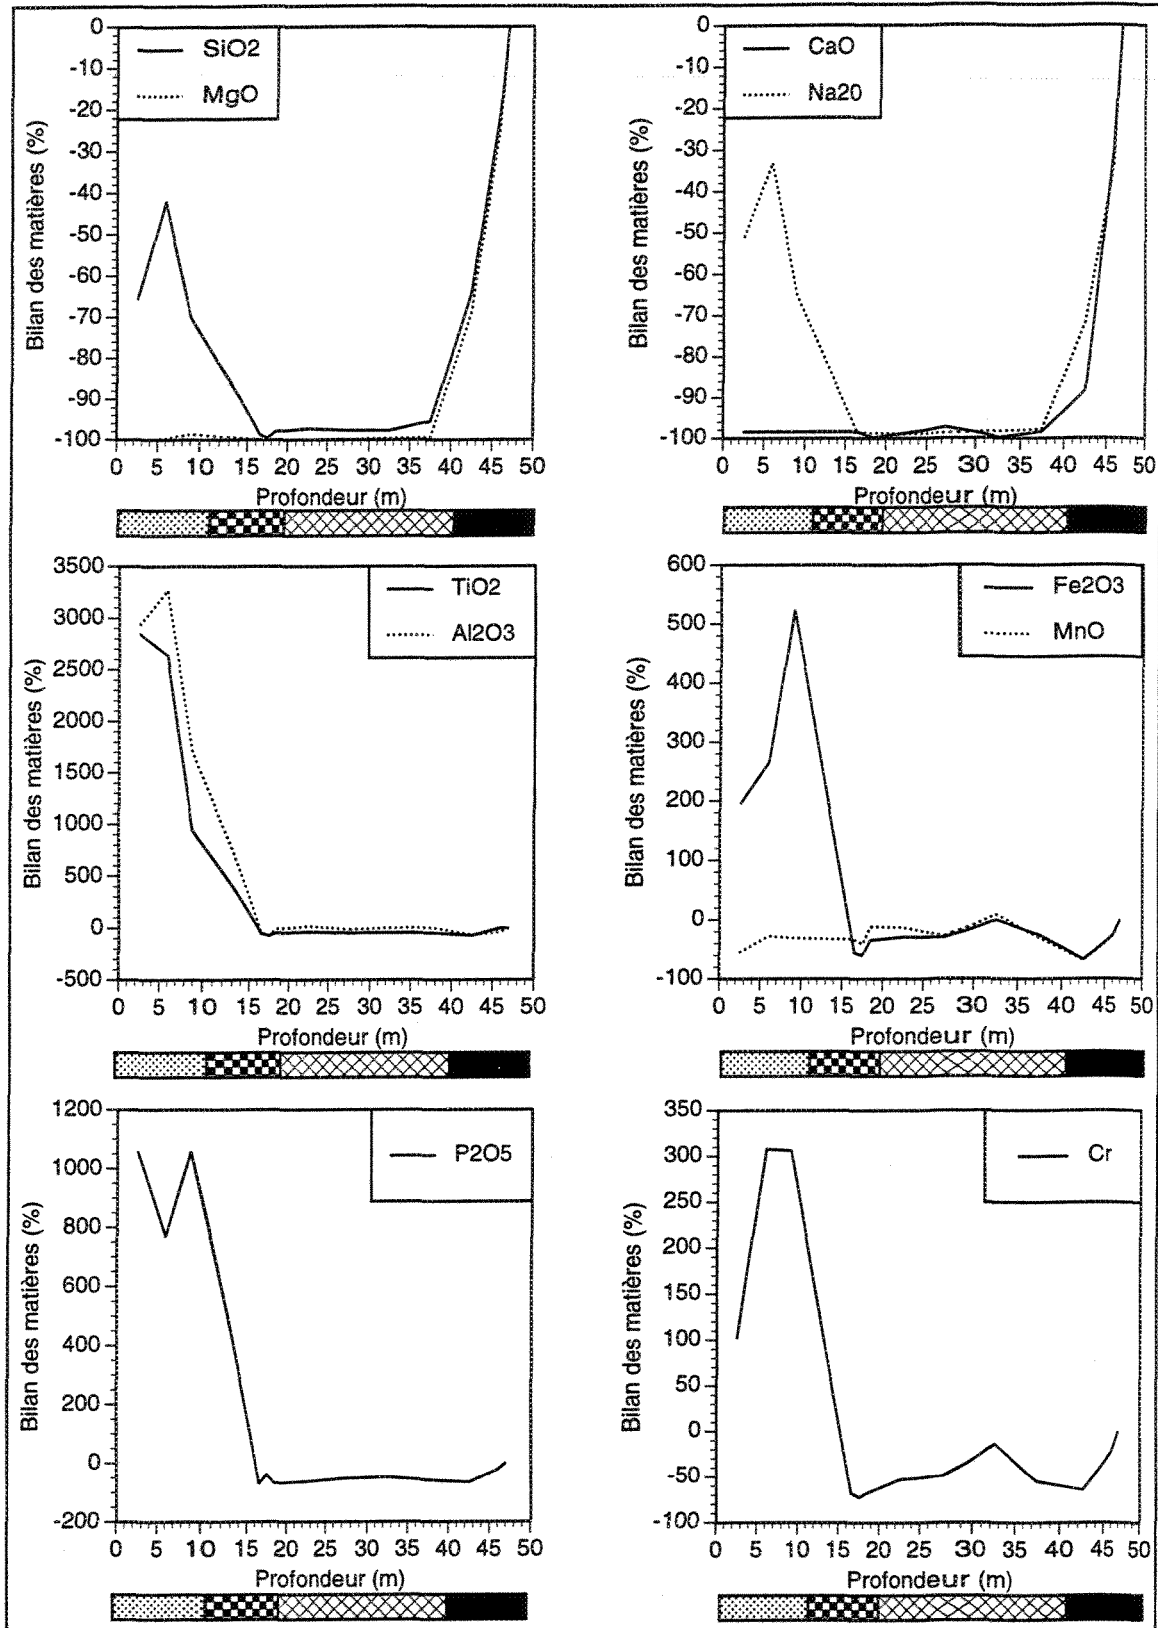 SiO2
MgO
Bilan des matières (%)
0
-10
-20
-30
-40
-50
-60
-70
-80
-90
-100
0 5 10 15 20 25 30 35 40 45 50
Profondeur (m)
CaO
Na20
Bilan des matières (%)
0
-10
-20
-30
-40
-50
-60
-70
-80
-90
-100
0 5 10 15 20 25 30 35 40 45 50
Profondeur (m)
TiO2
Al2O3
Bilan des matières (%)
3500
3000
2500
2000
1500
1000
500
0
-500
0 5 10 15 20 25 30 35 40 45 50
Profondeur (m)
Fe2O3
MnO
Bilan des matières (%)
600
500
400
300
200
100
0
-100
0 5 10 15 20 25 30 35 40 45 50
Profondeur (m)
P2O5
Bilan des matières (%)
1200
1000
800
600
400
200
0
-200
0 5 10 15 20 25 30 35 40 45 50
Profondeur (m)
Cr
Bilan des matières (%)
350
300
250
200
150
100
50
0
-50
-100
0 5 10 15 20 25 30 35 40 45 50
Profondeur (m)